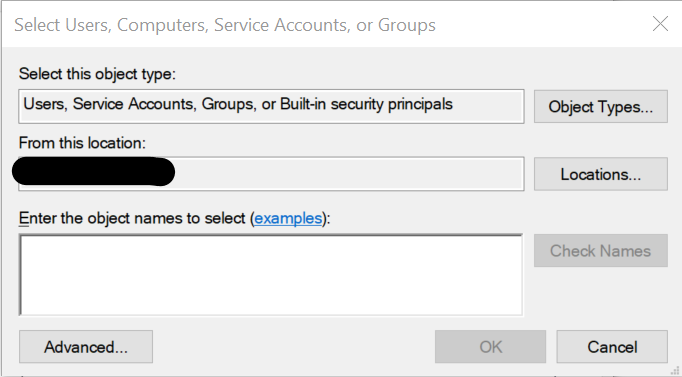 Select Users, Computers, Service Accounts, or Groups
Select this object type:
Users, Service Accounts, Groups, or Built-in security principals
Object Types...
From this location:
Locations...
Enter the object names to select (examples):
Check Names
Advanced...
OK
Cancel